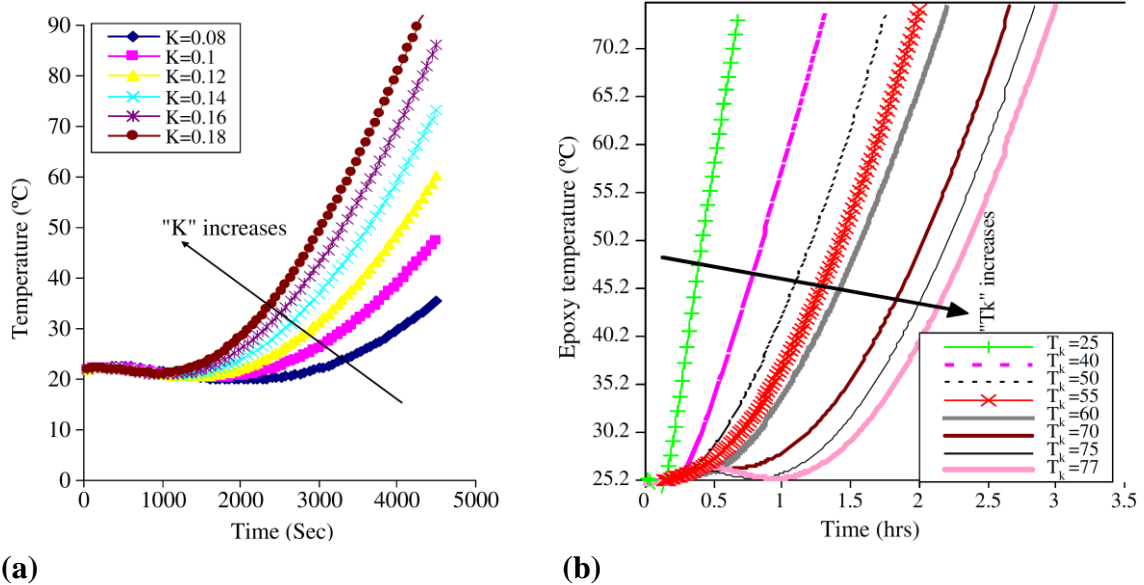 90
80
70
60
50
40
30
20
10
0
Temperature (ºC)
K=0.08
K=0.1
K=0.12
K=0.14
K=0.16
K=0.18
"K" increases
0 1000 2000 3000 4000 5000
Time (Sec)
(a)
70.2
65.2
60.2
55.2
50.2
45.2
40.2
35.2
30.2
25.2
Epoxy temperature (ºC)
"Tk" increases
Tk=25
Tk=40
Tk=50
Tk=55
Tk=60
Tk=70
Tk=75
Tk=77
0 0.5 1 1.5 2 2.5 3 3.5
Time (hrs)
(b)